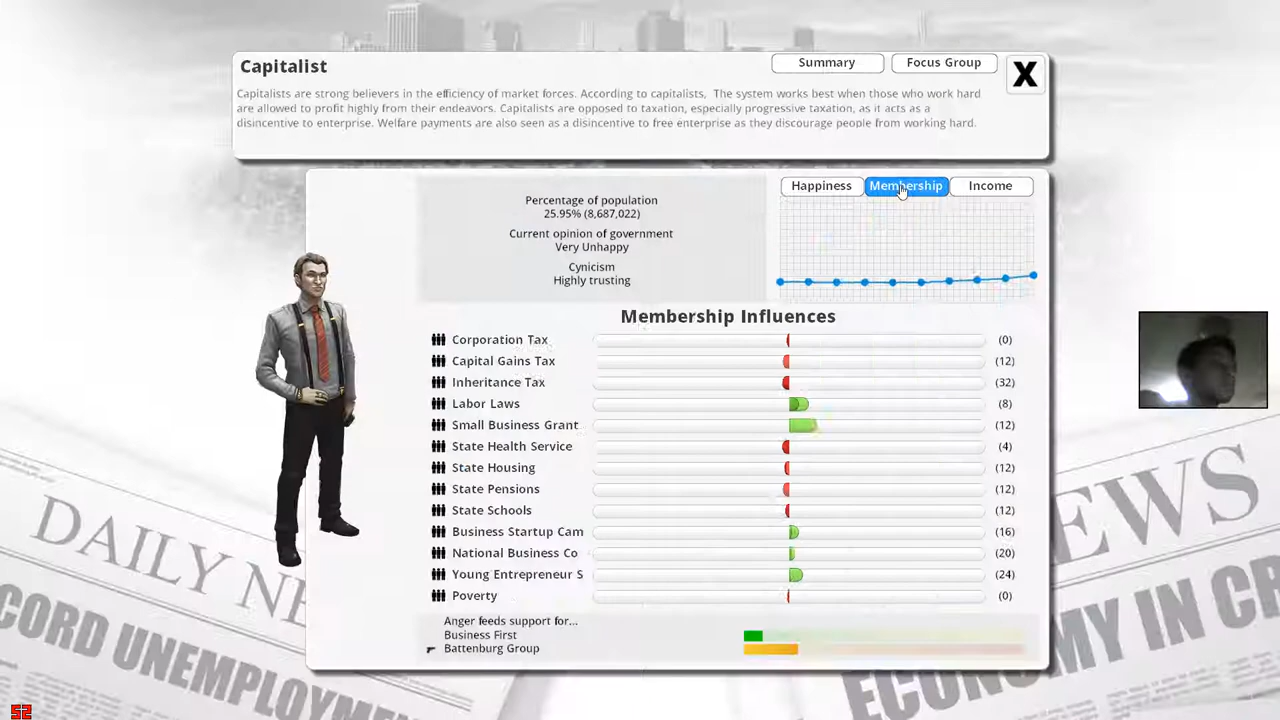 Capitalist
Summary
Focus Group
X
Capitalists are strong believers in the efficiency of market forces. According to capitalists, The system works best when those who work hard
are allowed to profit highly from their endeavors. Capitalists are opposed to taxation, especially progressive taxation, as it acts as a
disincentive to enterprise. Welfare payments are also seen as a disincentive to free enterprise as they discourage people from working hard.
Happiness
Membership
Income
Percentage of population
25.95% (8,687,022)
Current opinion of government
Very Unhappy
Cynicism
Highly trusting
Membership Influences
Corporation Tax (0)
Capital Gains Tax (12)
Inheritance Tax (32)
Labor Laws (8)
Small Business Grant (12)
State Health Service (4)
State Housing (12)
State Pensions (12)
State Schools (12)
Business Startup Cam (16)
National Business Co (20)
Young Entrepreneur S (24)
Poverty (0)
Anger feeds support for...
Business First
Battenburg Group
DAILY NE
CORD UNEMPLOYM
EWS
ECONOMY IN CR
52